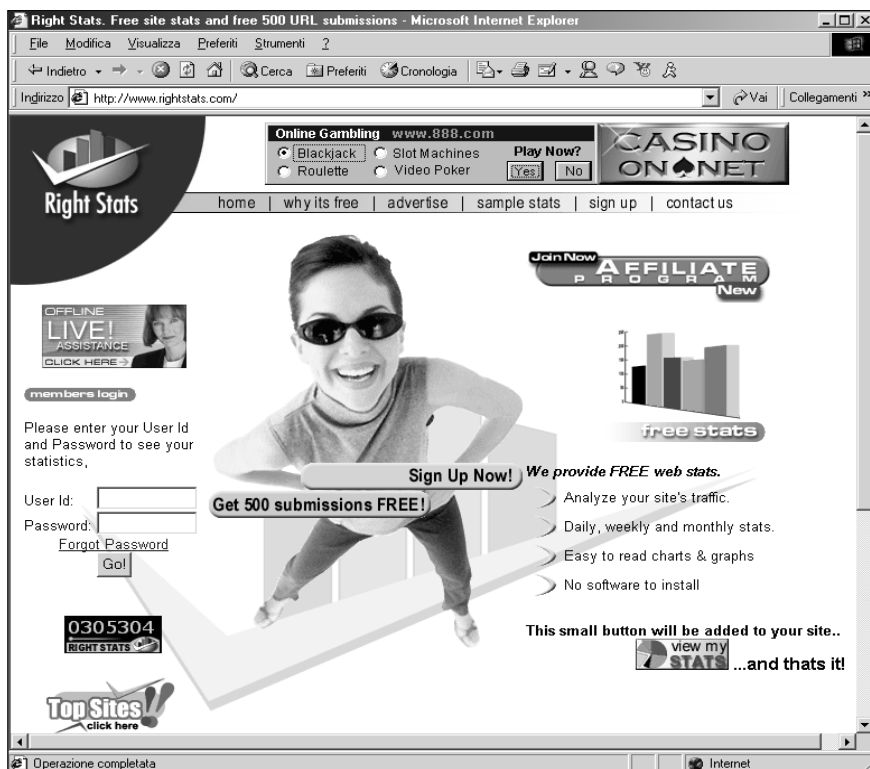 Right Stats. Free site stats and free 500 URL submissions - Microsoft Internet Explorer
File Modifica Visualizza Preferiti Strumenti ?
Indietro Cerca Preferiti Cronologia
Indirizzo http://www.rightstats.com/ Vai Collegamenti »
Online Gambling www.888.com
Blackjack Slot Machines Play Now?
Roulette Video Poker Yes No
CASINO
ON NET
Right Stats
home | why its free | advertise | sample stats | sign up | contact us
Join Now
AFFILIATE
PROGRAM
New
OFFLINE
LIVE!
ASSISTANCE
CLICK HERE
free stats
members login
Please enter your User Id
and Password to see your
statistics,
User Id:
Password:
Forgot Password
Go!
Sign Up Now!
Get 500 submissions FREE!
We provide FREE web stats.
Analyze your site's traffic.
Daily, weekly and monthly stats.
Easy to read charts & graphs
No software to install
0305304
RIGHT STATS
This small button will be added to your site..
view my
STATS
...and thats it!
Top Sites!!
click here
Operazione completata Internet